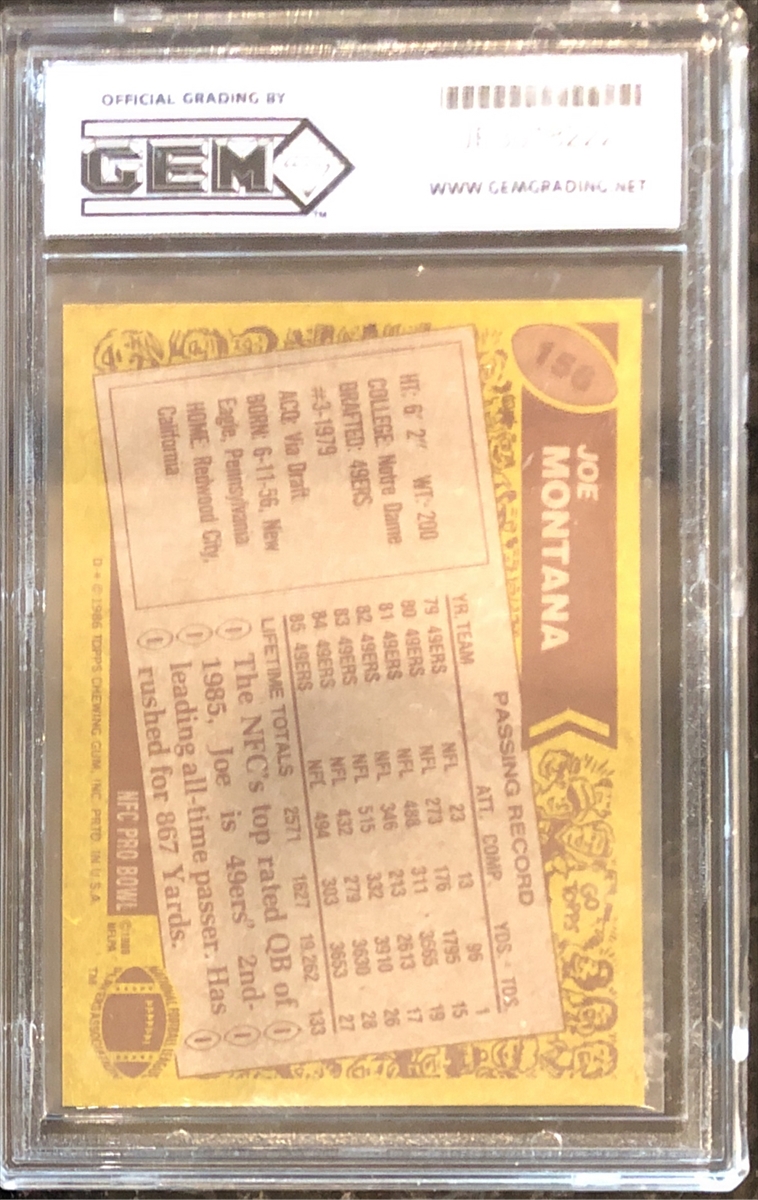 OFFICIAL GRADING BY
GEM
™
WWW.GEMGRADING.NET
156
JOE
MONTANA
HT: 6' 2" WT: 200
COLLEGE: Notre Dame
DRAFTED: 49ERS
#3-1979
ACQ: Via Draft
BORN: 6-11-56, New
Eagle, Pennsylvania
HOME: Redwood City,
California
PASSING RECORD
YR. TEAM ATT. COMP. YDS. TDS.
79 49ERS NFL 23 13 96 1
80 49ERS NFL 273 176 1795 15
81 49ERS NFL 488 311 3565 19
82 49ERS NFL 346 213 2613 17
83 49ERS NFL 515 332 3910 26
84 49ERS NFL 432 279 3630 28
85 49ERS NFL 494 303 3653 27
LIFETIME TOTALS 2571 1627 19,262 133
The NFC's top rated QB of
1985, Joe is 49ers' 2nd-
leading all-time passer. Has
rushed for 867 Yards.
GO
TOPPS
NFC PRO BOWL
D * © 1986 TOPPS CHEWING GUM, INC. PRTD. IN U.S.A.
NATIONAL FOOTBALL LEAGUE
PLAYERS
™